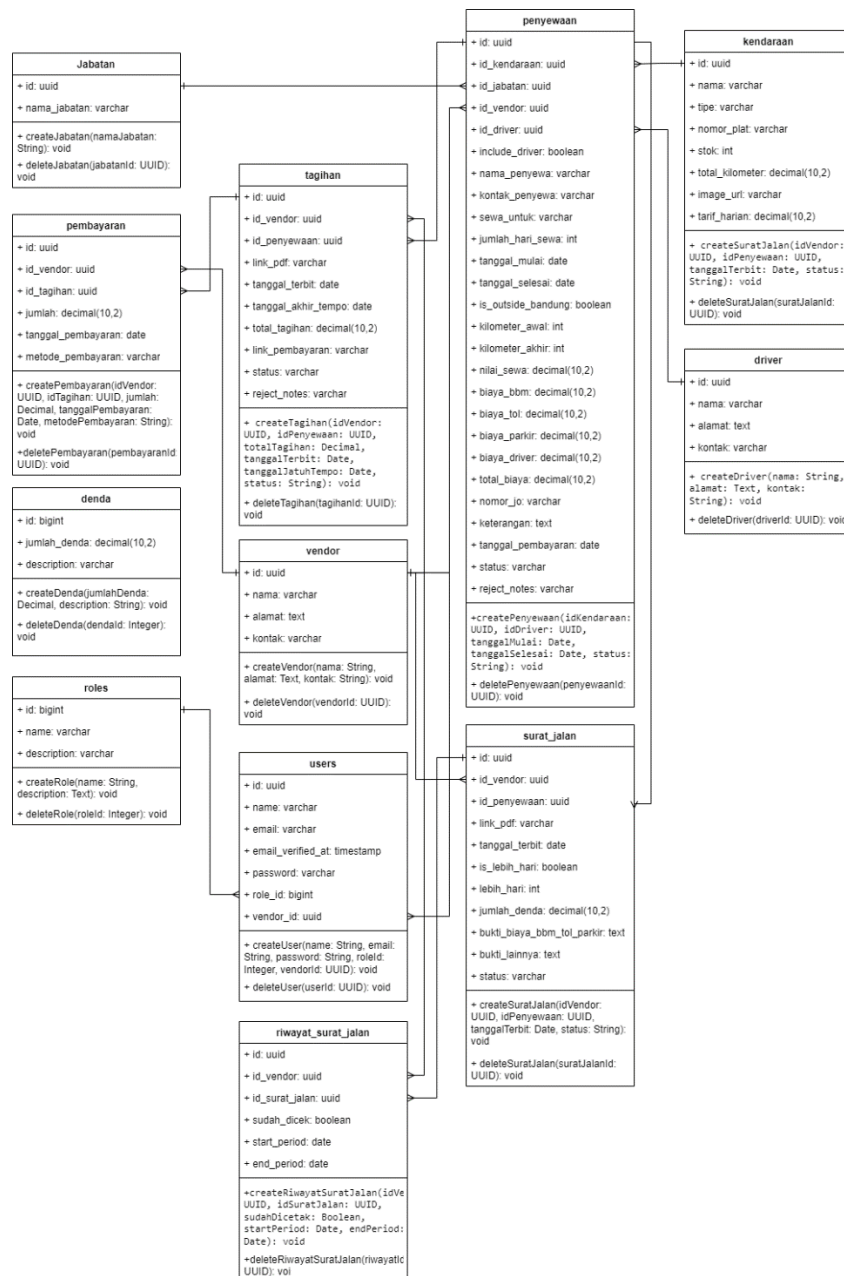 Jabatan
+ id: uuid
+ nama_jabatan: varchar
+ createJabatan(namaJabatan:
String): void
+ deleteJabatan(jabatanId: UUID):
void
pembayaran
+ id: uuid
+ id_vendor: uuid
+ id_tagihan: uuid
+ jumlah: decimal(10,2)
+ tanggal_pembayaran: date
+ metode_pembayaran: varchar
+ createPembayaran(idVendor:
UUID, idTagihan: UUID, jumlah:
Decimal, tanggalPembayaran:
Date, metodePembayaran: String):
void
+deletePembayaran(pembayaranId:
UUID): void
denda
+ id: bigint
+ jumlah_denda: decimal(10,2)
+ description: varchar
+ createDenda(jumlahDenda:
Decimal, description: String): void
+ deleteDenda(dendaId: Integer):
void
roles
+ id: bigint
+ name: varchar
+ description: varchar
+ createRole(name: String,
description: Text): void
+ deleteRole(roleId: Integer): void
tagihan
+ id: uuid
+ id_vendor: uuid
+ id_penyewaan: uuid
+ link_pdf: varchar
+ tanggal_terbit: date
+ tanggal_akhir_tempo: date
+ total_tagihan: decimal(10,2)
+ link_pembayaran: varchar
+ status: varchar
+ reject_notes: varchar
+ createTagihan(idVendor:
UUID, idPenyewaan: UUID,
totalTagihan: Decimal,
tanggalTerbit: Date,
tanggalJatuhTempo: Date,
status: String): void
+ deleteTagihan(tagihanId: UUID):
void
vendor
+ id: uuid
+ nama: varchar
+ alamat: text
+ kontak: varchar
+ createVendor(nama: String,
alamat: Text, kontak: String): void
+ deleteVendor(vendorId: UUID):
void
users
+ id: uuid
+ name: varchar
+ email: varchar
+ email_verified_at: timestamp
+ password: varchar
+ role_id: bigint
+ vendor_id: uuid
+ createUser(name: String, email:
String, password: String, roleId:
Integer, vendorId: UUID): void
+ deleteUser(userId: UUID): void
riwayat_surat_jalan
+ id: uuid
+ id_vendor: uuid
+ id_surat_jalan: uuid
+ sudah_dicek: boolean
+ start_period: date
+ end_period: date
+createRiwayatSuratJalan(idVe
UUID, idSuratJalan: UUID,
sudahDicetak: Boolean,
startPeriod: Date, endPeriod:
Date): void
+deleteRiwayatSuratJalan(riwayatId
UUID): voi
penyewaan
+ id: uuid
+ id_kendaraan: uuid
+ id_jabatan: uuid
+ id_vendor: uuid
+ id_driver: uuid
+ include_driver: boolean
+ nama_penyewa: varchar
+ kontak_penyewa: varchar
+ sewa_untuk: varchar
+ jumlah_hari_sewa: int
+ tanggal_mulai: date
+ tanggal_selesai: date
+ is_outside_bandung: boolean
+ kilometer_awal: int
+ kilometer_akhir: int
+ nilai_sewa: decimal(10,2)
+ biaya_bbm: decimal(10,2)
+ biaya_tol: decimal(10,2)
+ biaya_parkir: decimal(10,2)
+ biaya_driver: decimal(10,2)
+ total_biaya: decimal(10,2)
+ nomor_jo: varchar
+ keterangan: text
+ tanggal_pembayaran: date
+ status: varchar
+ reject_notes: varchar
+createPenyewaan(idKendaraan:
UUID, idDriver: UUID,
tanggalMulai: Date,
tanggalSelesai: Date, status:
String): void
+ deletePenyewaan(penyewaanId:
UUID): void
surat_jalan
+ id: uuid
+ id_vendor: uuid
+ id_penyewaan: uuid
+ link_pdf: varchar
+ tanggal_terbit: date
+ is_lebih_hari: boolean
+ lebih_hari: int
+ jumlah_denda: decimal(10,2)
+ bukti_biaya_bbm_tol_parkir: text
+ bukti_lainnya: text
+ status: varchar
+ createSuratJalan(idVendor:
UUID, idPenyewaan: UUID,
tanggalTerbit: Date, status: String):
void
+ deleteSuratJalan(suratJalanId:
UUID): void
kendaraan
+ id: uuid
+ nama: varchar
+ tipe: varchar
+ nomor_plat: varchar
+ stok: int
+ total_kilometer: decimal(10,2)
+ image_url: varchar
+ tarif_harian: decimal(10,2)
+ createSuratJalan(idVendor:
UUID, idPenyewaan: UUID,
tanggalTerbit: Date, status:
String): void
+ deleteSuratJalan(suratJalanId:
UUID): void
driver
+ id: uuid
+ nama: varchar
+ alamat: text
+ kontak: varchar
+ createDriver(nama: String,
alamat: Text, kontak:
String): void
+ deleteDriver(driverId: UUID): void